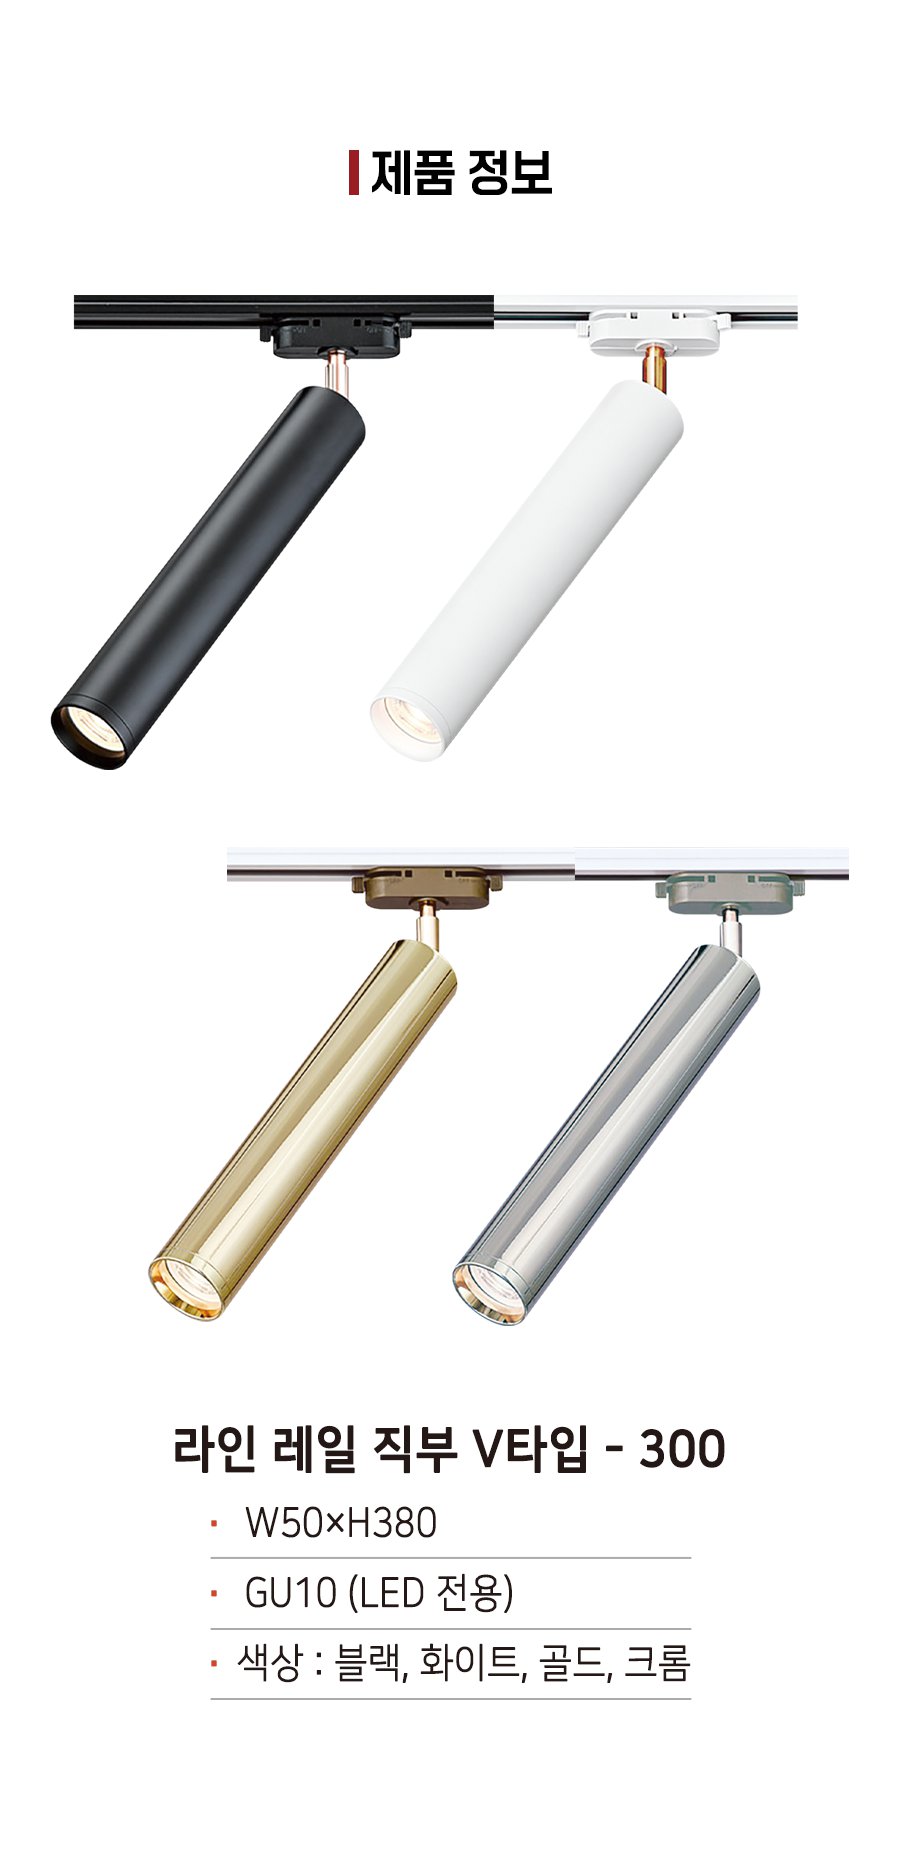 제품 정보
라인 레일 직부 V타입 - 300
· W50×H380
· GU10 (LED 전용)
· 색상 : 블랙, 화이트, 골드, 크롬